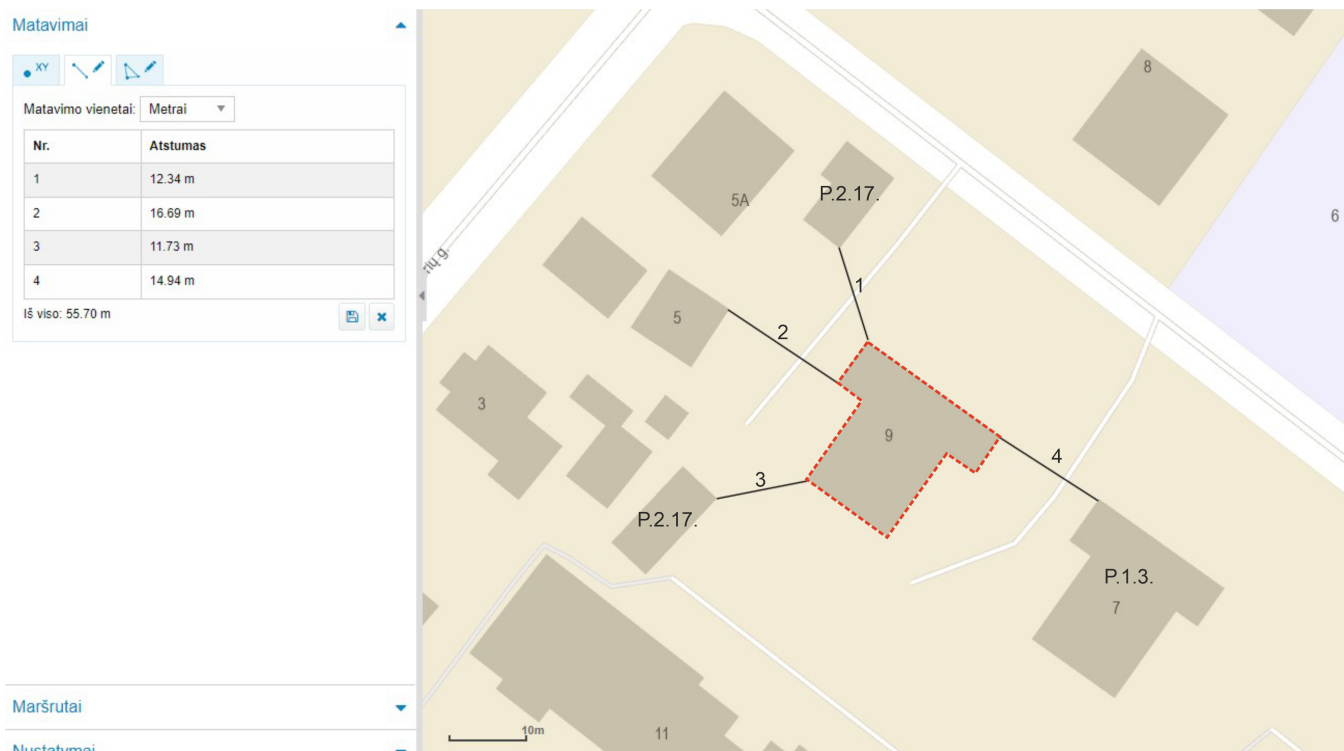 Matavimai
XY
Matavimo vienetai: Metrai
Nr. Atstumas
1 12.34 m
2 16.69 m
3 11.73 m
4 14.94 m
Iš viso: 55.70 m
Maršrutai
Nustatymai
8
5A
P.2.17.
6
rių g.
1
5
2
3
9
4
3
P.2.17.
P.1.3.
7
10m
11